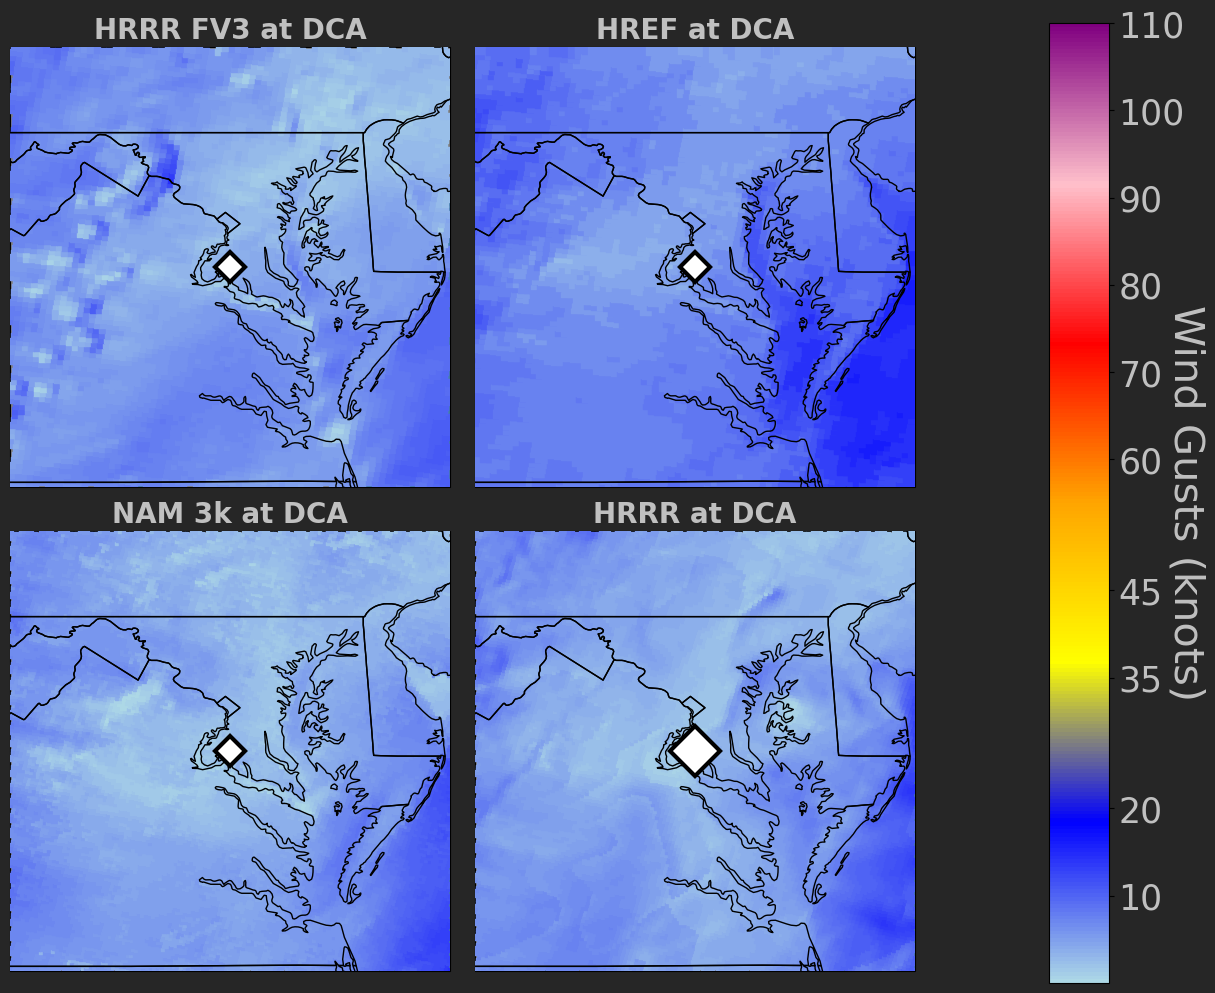 HRRR FV3 at DCA
HREF at DCA
NAM 3k at DCA
HRRR at DCA
110
100
90
80
70
60
45
35
20
10
Wind Gusts (knots)